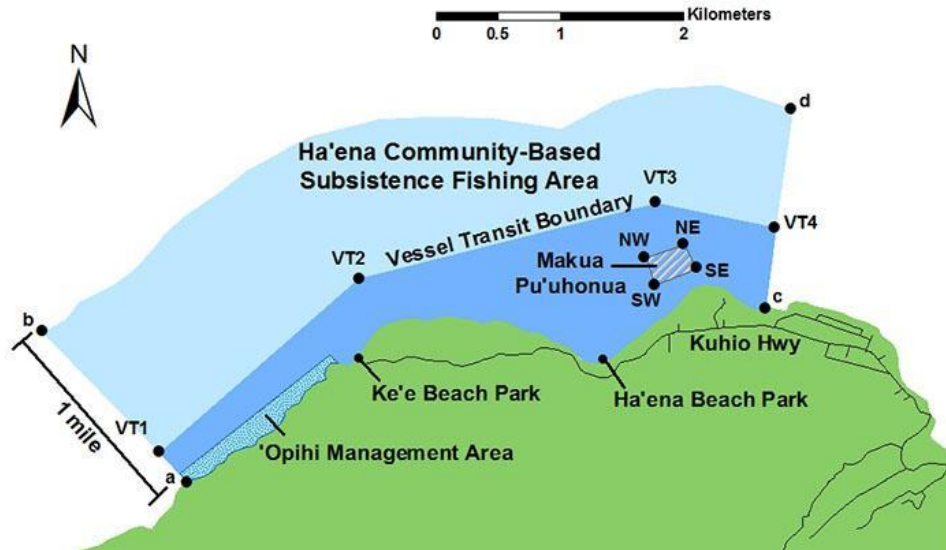 Kilometers
0 0.5 1 2
N
d
Ha'ena Community-Based
Subsistence Fishing Area
VT3
Vessel Transit Boundary
VT4
NE
NW
VT2
Makua
SE
Pu'uhonua
SW
c
b
Kuhio Hwy
Ke'e Beach Park
Ha'ena Beach Park
1 mile
VT1
'Opihi Management Area
a